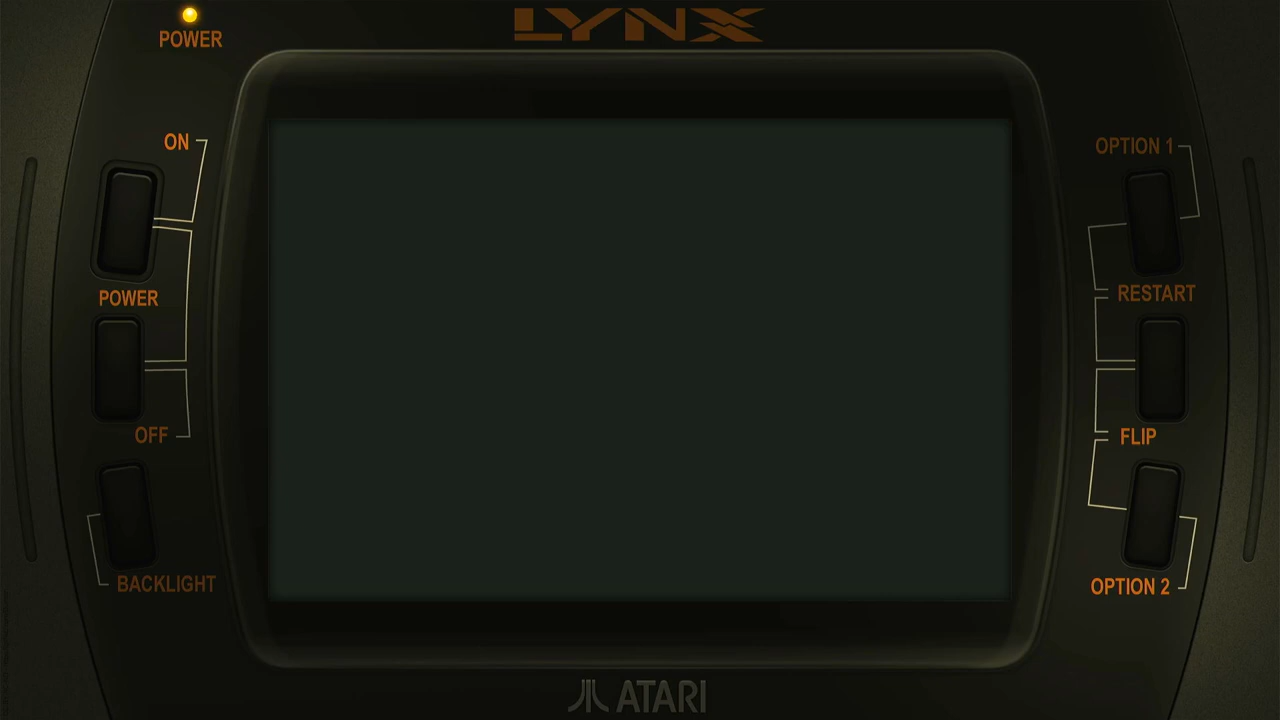 POWER
LYNX
ON
POWER
OFF
BACKLIGHT
OPTION 1
RESTART
FLIP
OPTION 2
ATARI